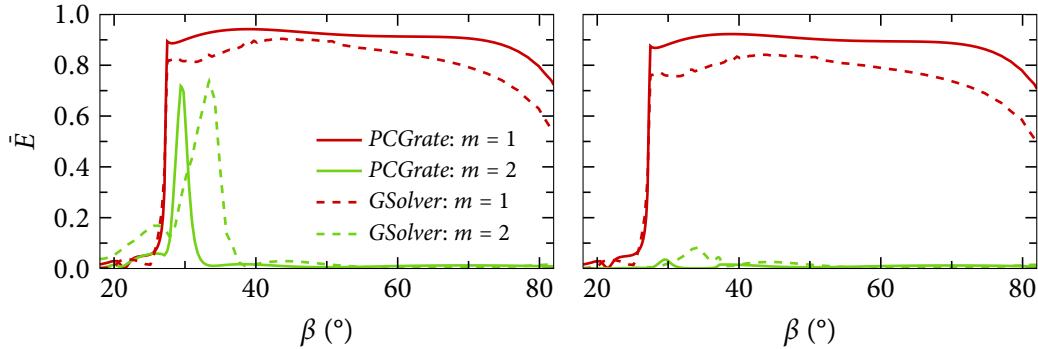 1.0
0.8
0.6
0.4
0.2
0.0
Ē
PCGrate: m = 1
PCGrate: m = 2
GSolver: m = 1
GSolver: m = 2
20 40 60 80
20 40 60 80
β (°)
β (°)